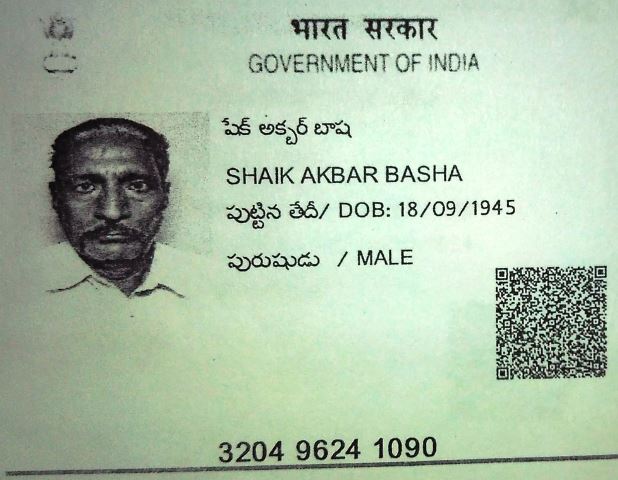 भारत सरकार
GOVERNMENT OF INDIA
షేక్ అక్బర్ బాష
SHAIK AKBAR BASHA
పుట్టిన తేదీ/ DOB: 18/09/1945
పురుషుడు / MALE
3204 9624 1090